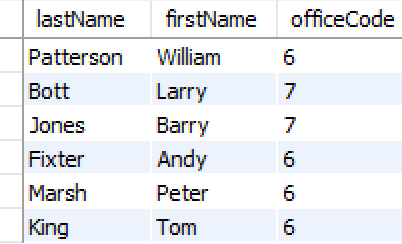 lastName firstName officeCode
Patterson William 6
Bott Larry 7
Jones Barry 7
Fixter Andy 6
Marsh Peter 6
King Tom 6